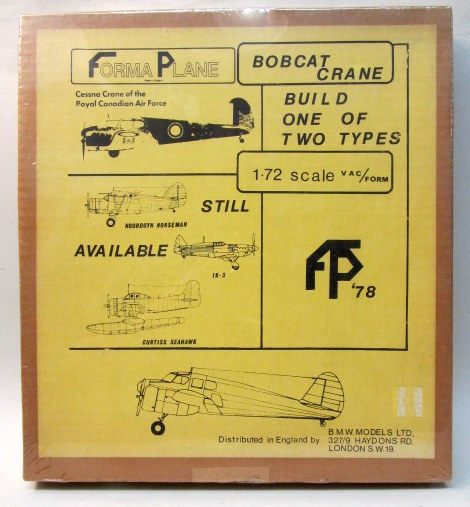 FORMA PLANE
BOBCAT
CRANE
Cessna Crane of the
Royal Canadian Air Force
BUILD
ONE OF
TWO TYPES
1·72 scale VAC/FORM
NOORDUYN NORSEMAN
STILL
AVAILABLE
IK-3
CURTISS SEAHAWK
FP
'78
Distributed in England by
B.M.W. MODELS LTD,
327/9 HAYDONS RD,
LONDON S.W.19.